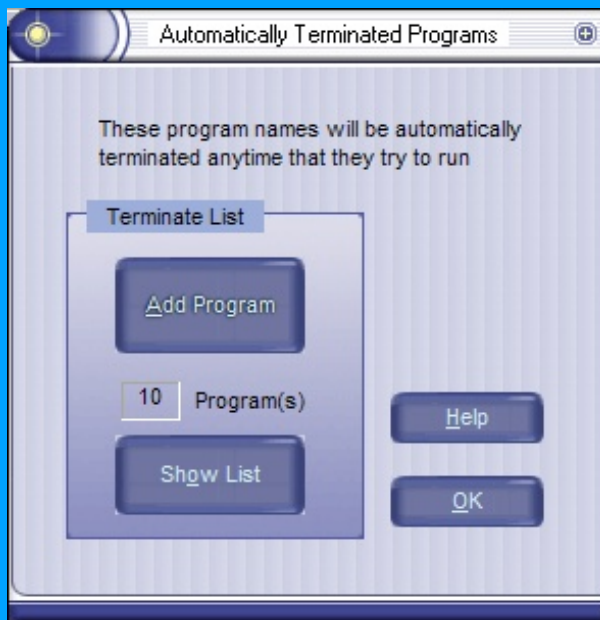 Automatically Terminated Programs
These program names will be automatically
terminated anytime that they try to run
Terminate List
Add Program
10 Program(s)
Show List
Help
OK